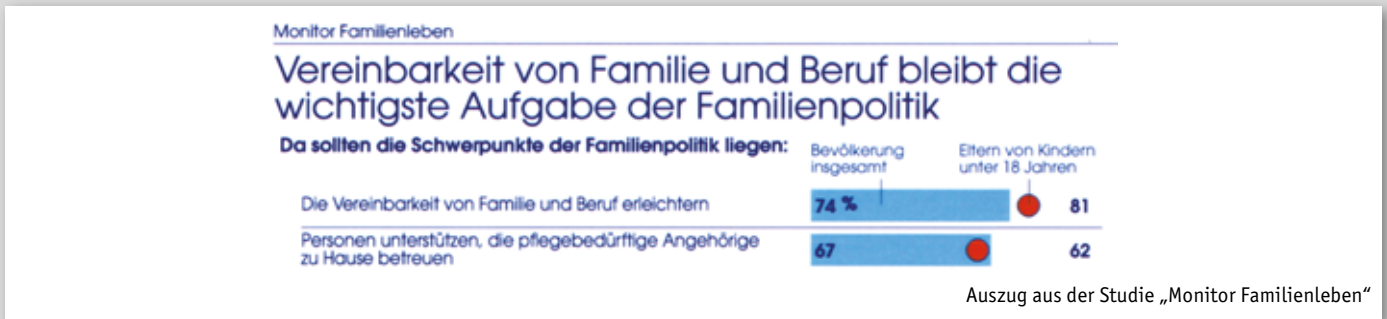 Monitor Familienleben
Vereinbarkeit von Familie und Beruf bleibt die
wichtigste Aufgabe der Familienpolitik
Da sollten die Schwerpunkte der Familienpolitik liegen:
Bevölkerung
insgesamt
Eltern von Kindern
unter 18 Jahren
Die Vereinbarkeit von Familie und Beruf erleichtern 74 % 81
Personen unterstützen, die pflegebedürftige Angehörige
zu Hause betreuen 67 62
Auszug aus der Studie „Monitor Familienleben“